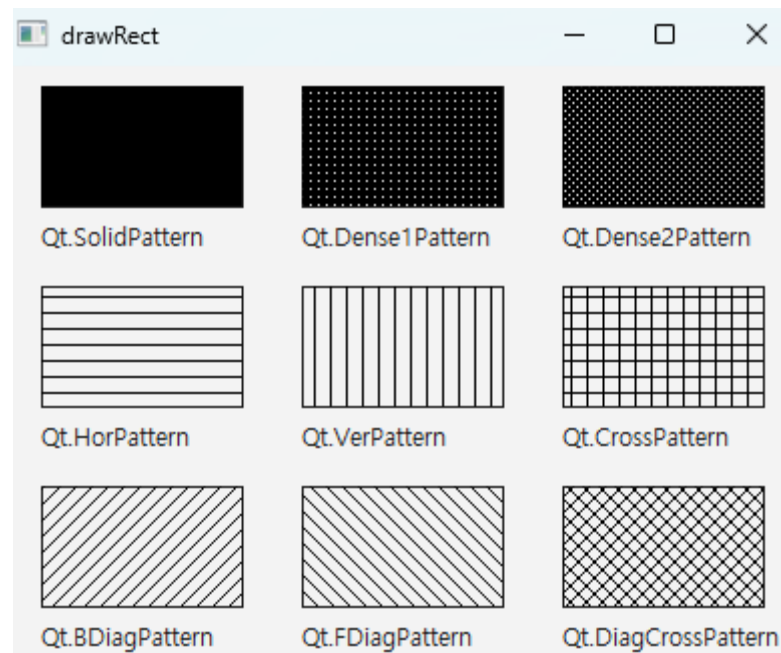 drawRect
Qt.SolidPattern
Qt.Dense1Pattern
Qt.Dense2Pattern
Qt.HorPattern
Qt.VerPattern
Qt.CrossPattern
Qt.BDiagPattern
Qt.FDiagPattern
Qt.DiagCrossPattern